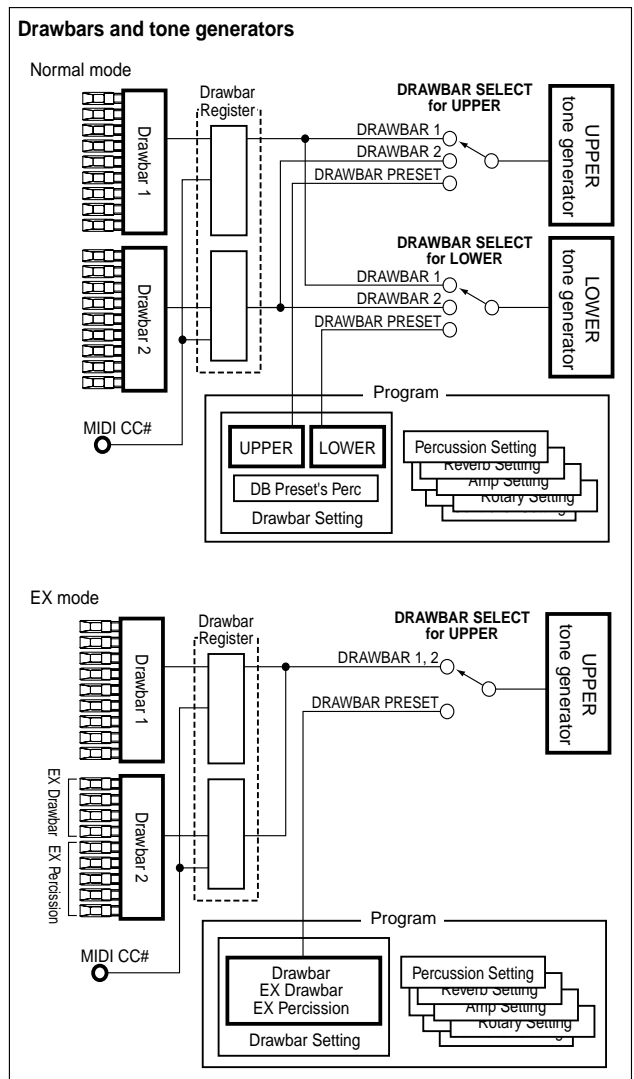 Drawbars and tone generators
Normal mode
Drawbar 1
Drawbar
Register
DRAWBAR SELECT
for UPPER
DRAWBAR 1
DRAWBAR 2
DRAWBAR PRESET
UPPER
tone generator
Drawbar 2
DRAWBAR SELECT
for LOWER
DRAWBAR 1
DRAWBAR 2
DRAWBAR PRESET
LOWER
tone generator
MIDI CC#
Program
UPPER
LOWER
DB Preset's Perc
Drawbar Setting
Percussion Setting
Reverb Setting
Amp Setting
Rotary Setting
EX mode
Drawbar 1
Drawbar
Register
DRAWBAR SELECT
for UPPER
DRAWBAR 1, 2
DRAWBAR PRESET
UPPER
tone generator
EX Drawbar
EX Percission
Drawbar 2
MIDI CC#
Program
Drawbar
EX Drawbar
EX Percission
Drawbar Setting
Percussion Setting
Reverb Setting
Amp Setting
Rotary Setting